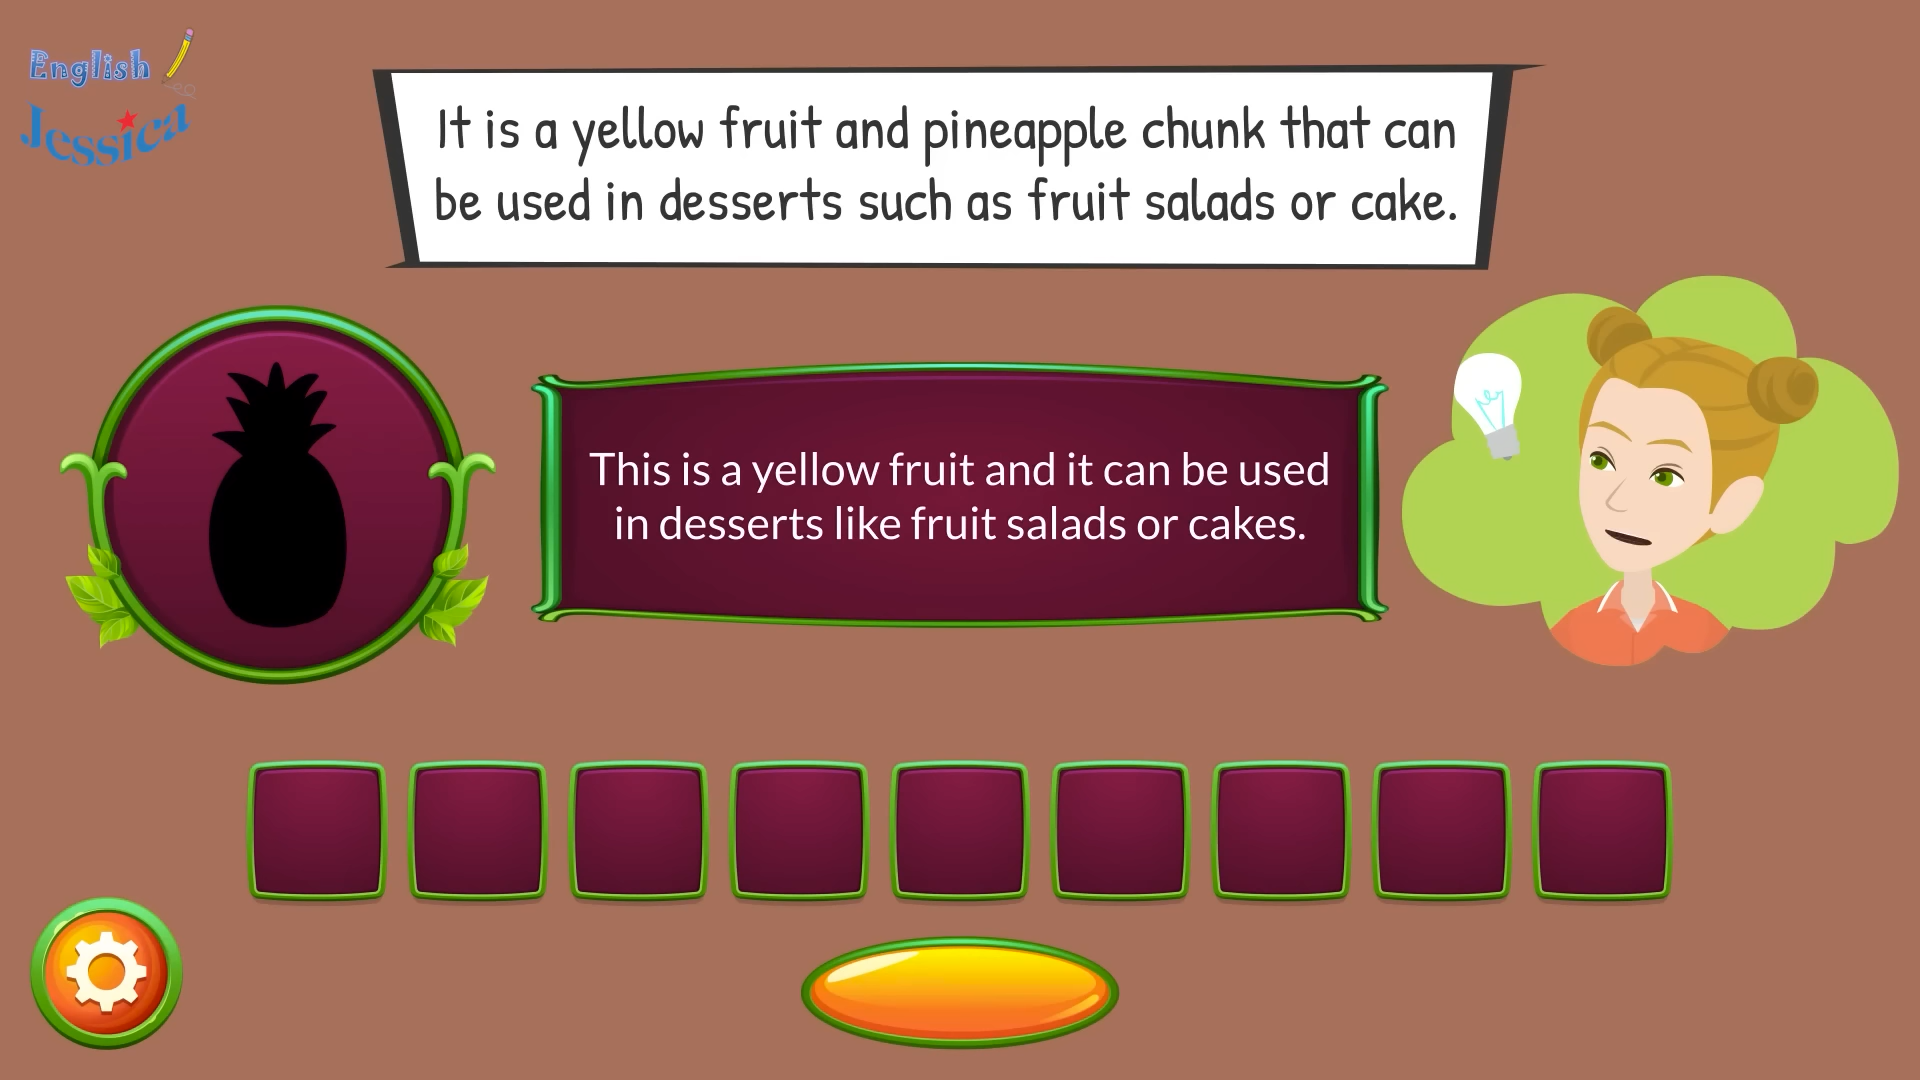 English
Jessica
It is a yellow fruit and pineapple chunk that can
be used in desserts such as fruit salads or cake.
This is a yellow fruit and it can be used
in desserts like fruit salads or cakes.